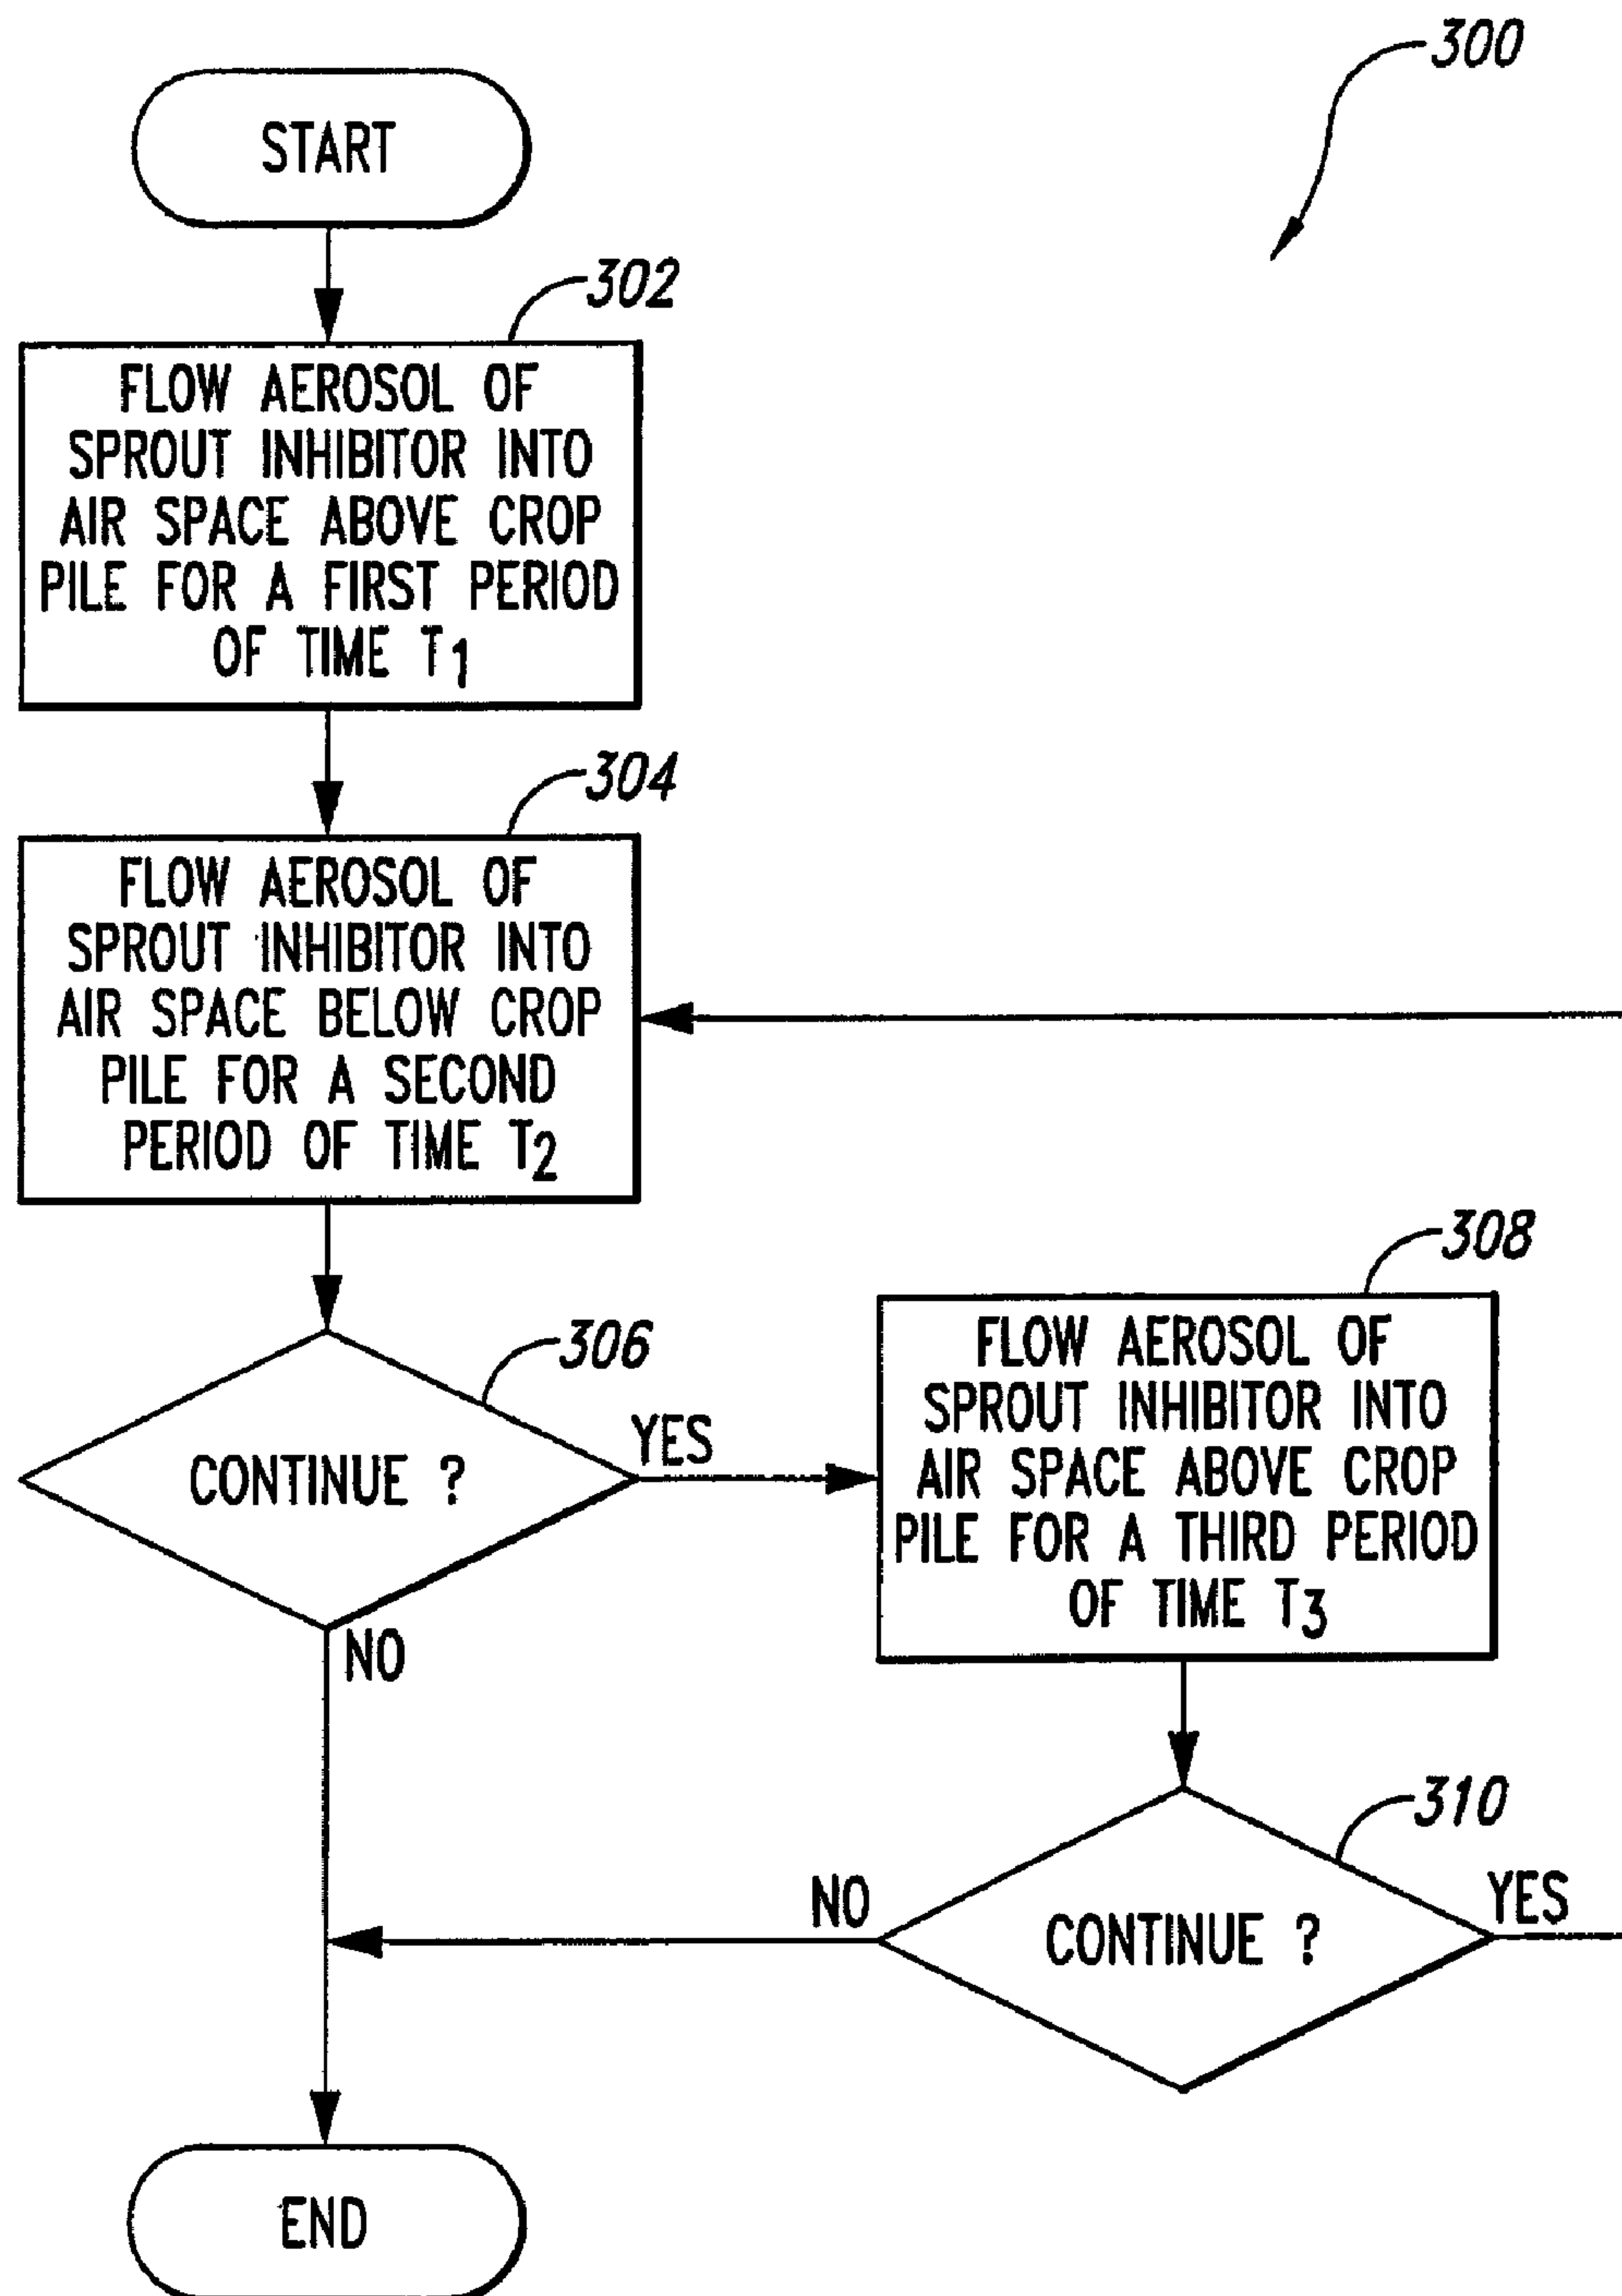 300
START
302
FLOW AEROSOL OF
SPROUT INHIBITOR INTO
AIR SPACE ABOVE CROP
PILE FOR A FIRST PERIOD
OF TIME T1
304
FLOW AEROSOL OF
SPROUT INHIBITOR INTO
AIR SPACE BELOW CROP
PILE FOR A SECOND
PERIOD OF TIME T2
306
CONTINUE ?
YES
NO
308
FLOW AEROSOL OF
SPROUT INHIBITOR INTO
AIR SPACE ABOVE CROP
PILE FOR A THIRD PERIOD
OF TIME T3
310
CONTINUE ?
NO
YES
END